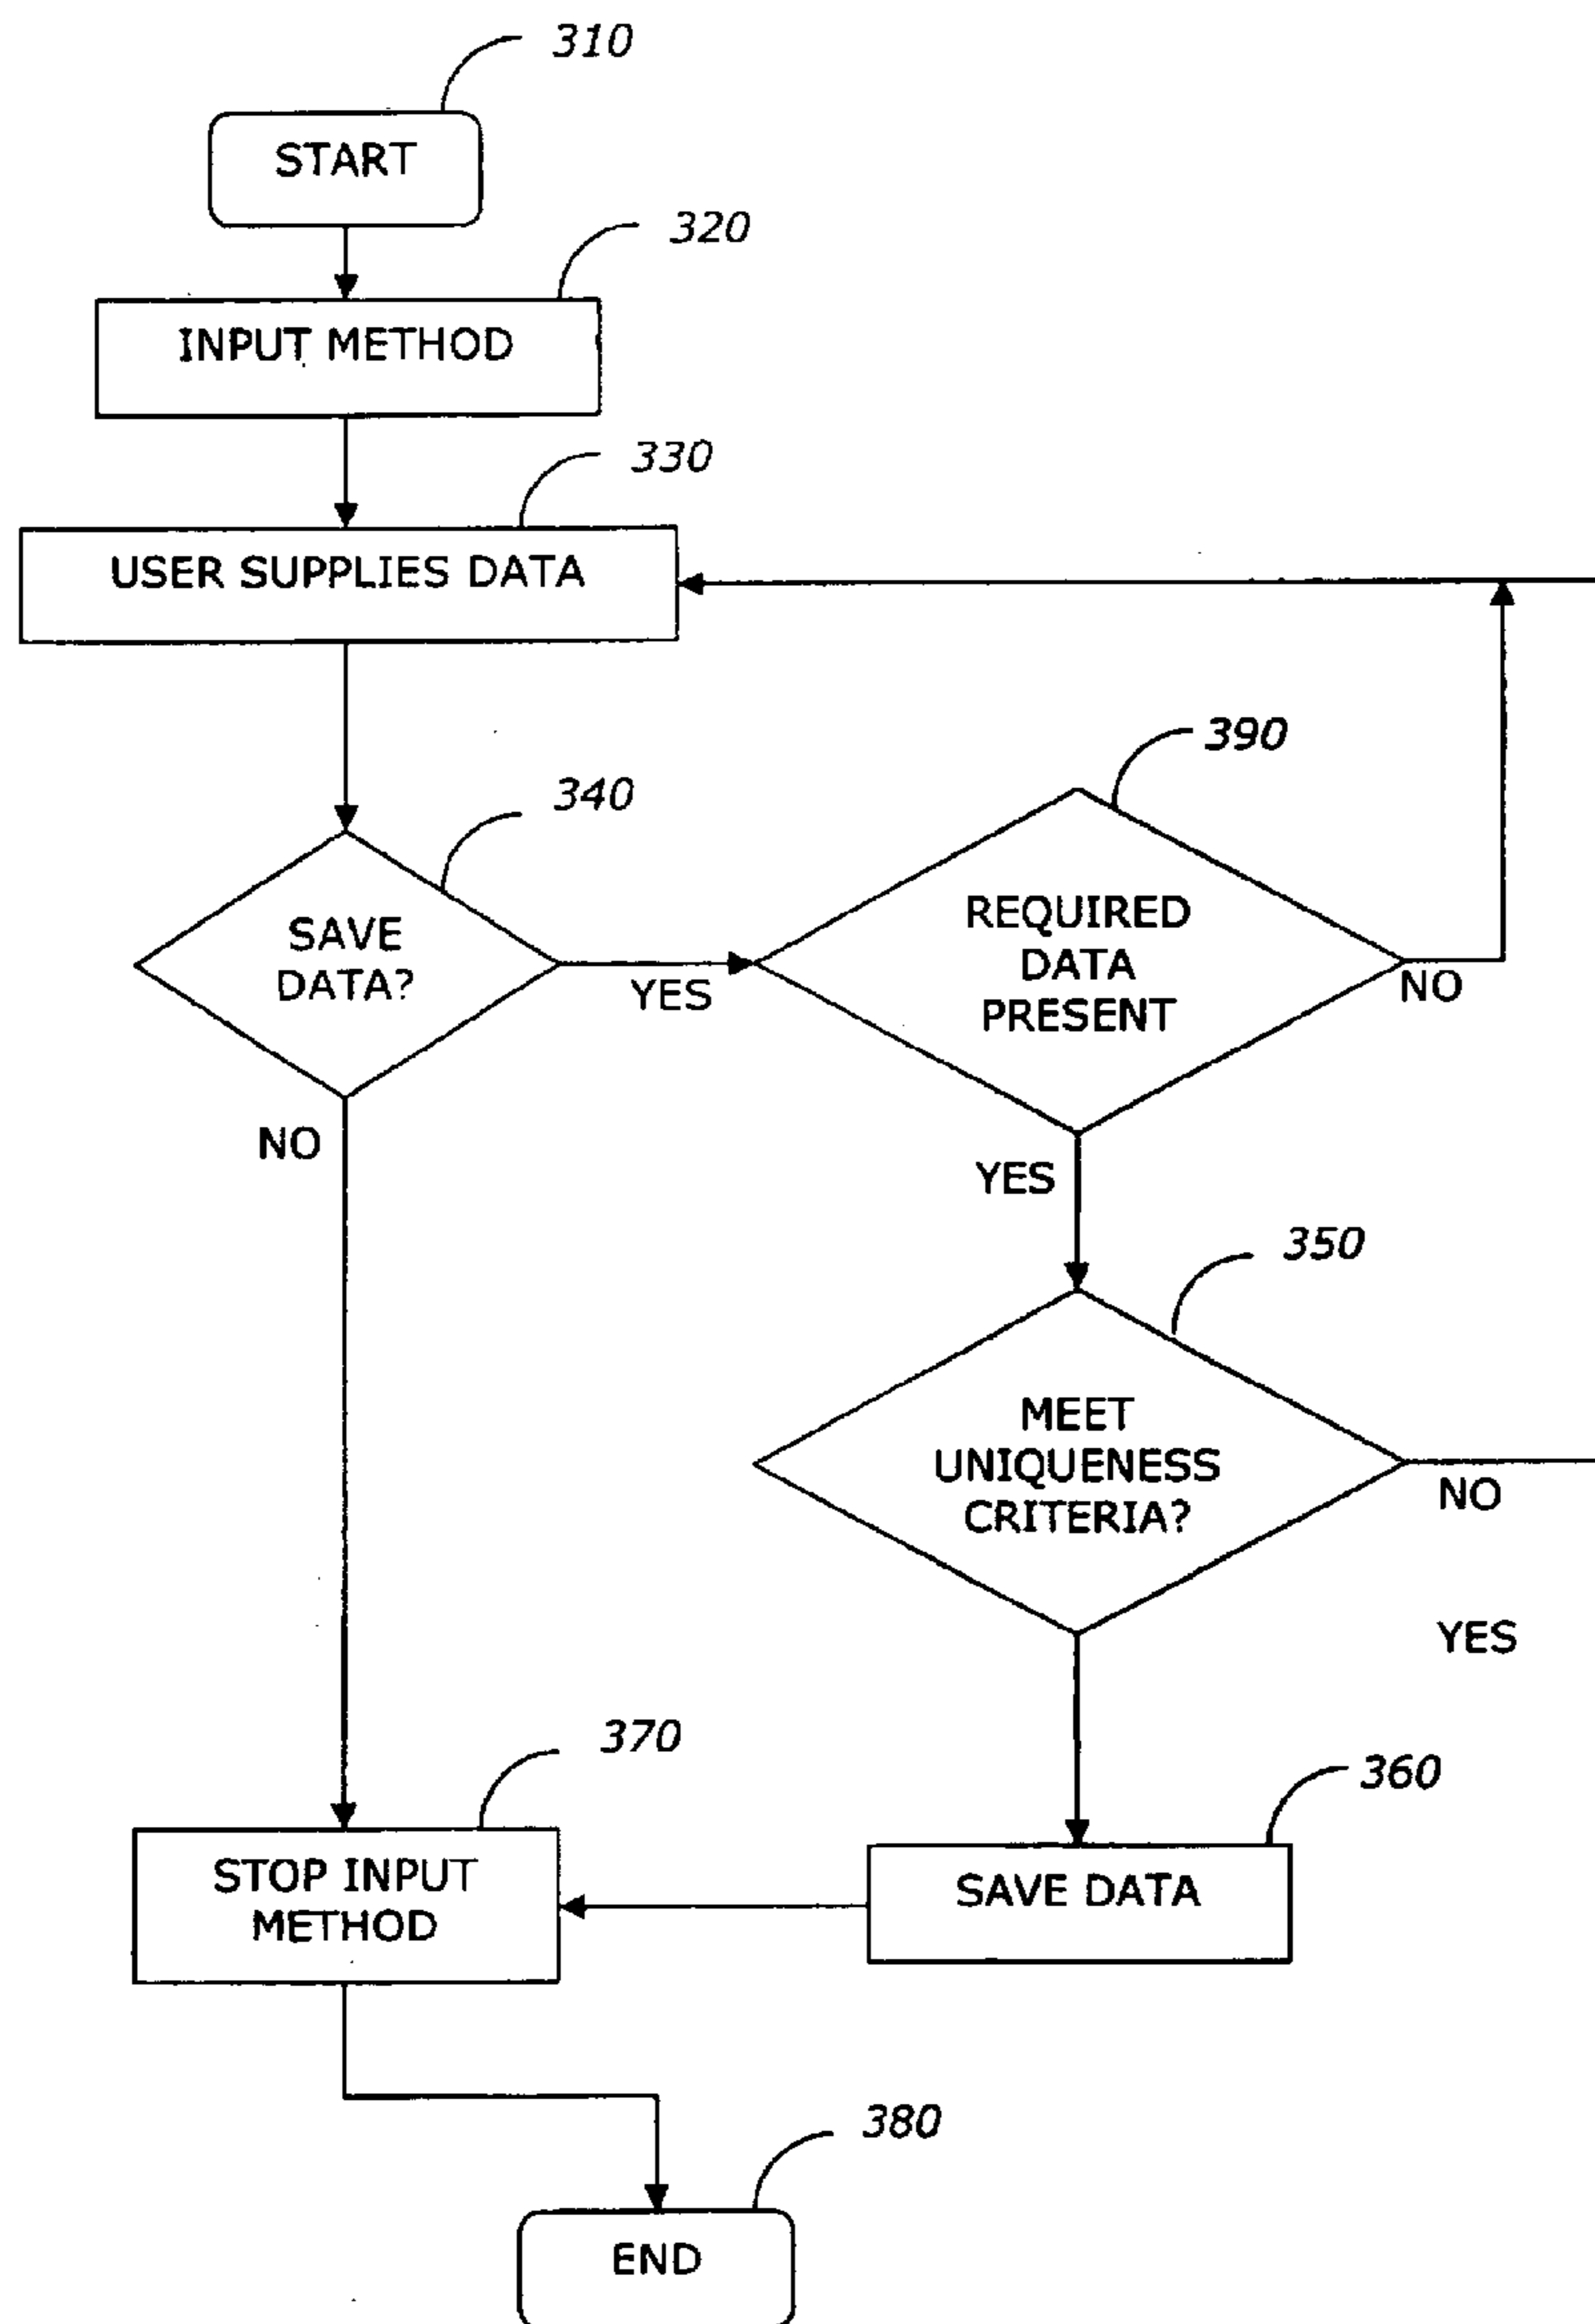 310
START
320
INPUT METHOD
330
USER SUPPLIES DATA
390
340
REQUIRED
DATA
PRESENT
SAVE
DATA?
YES
NO
NO
YES
350
MEET
UNIQUENESS
CRITERIA?
NO
YES
370
360
STOP INPUT
METHOD
SAVE DATA
380
END